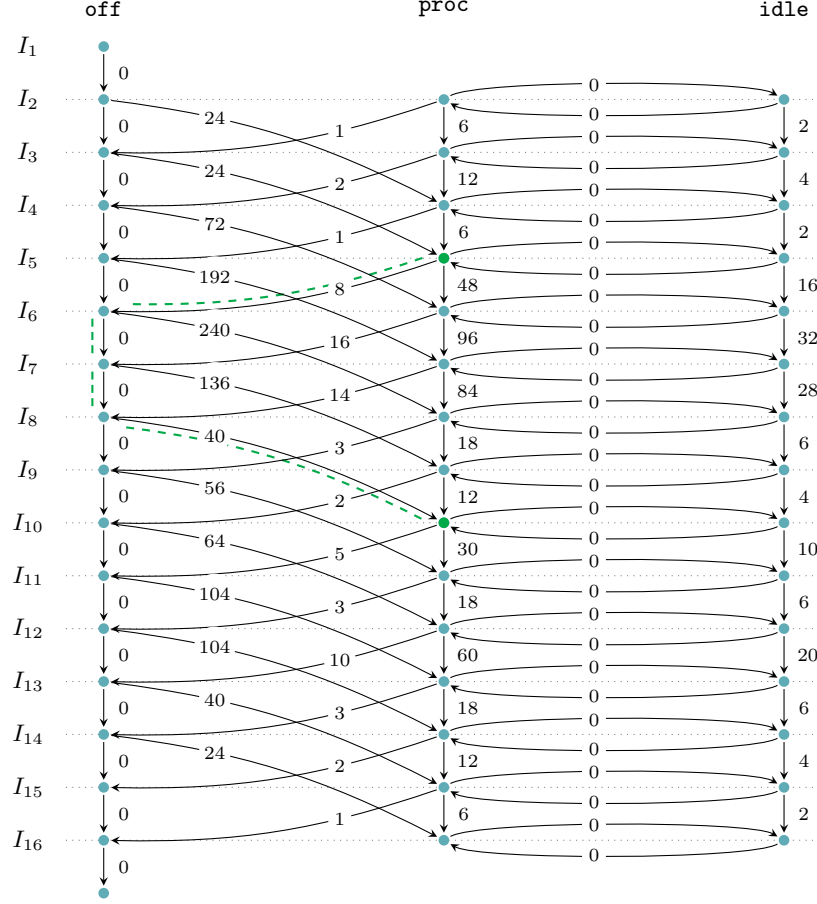 off proc idle
I1
0 0
I2
0 24 1 6 0 2
0
I3
0 24 2 12 0 4
0
I4
0 72 1 6 0 2
0
I5
0 192 8 48 0 16
0
I6
0 240 16 96 0 32
0
I7
0 136 14 84 0 28
0
I8
0 40 3 18 0 6
0
I9
0 56 2 12 0 4
0
I10
0 64 5 30 0 10
0
I11
0 104 3 18 0 6
0
I12
0 104 10 60 0 20
0
I13
0 40 3 18 0 6
0
I14
0 24 2 12 0 4
0
I15
0 1 6 0 2
0
I16
0